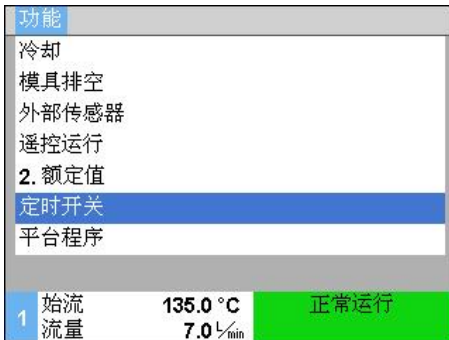 功能
冷却
模具排空
外部传感器
遥控运行
2. 额定值
定时开关
平台程序
1 始流 135.0 °C 正常运行
流量 7.0 L/min